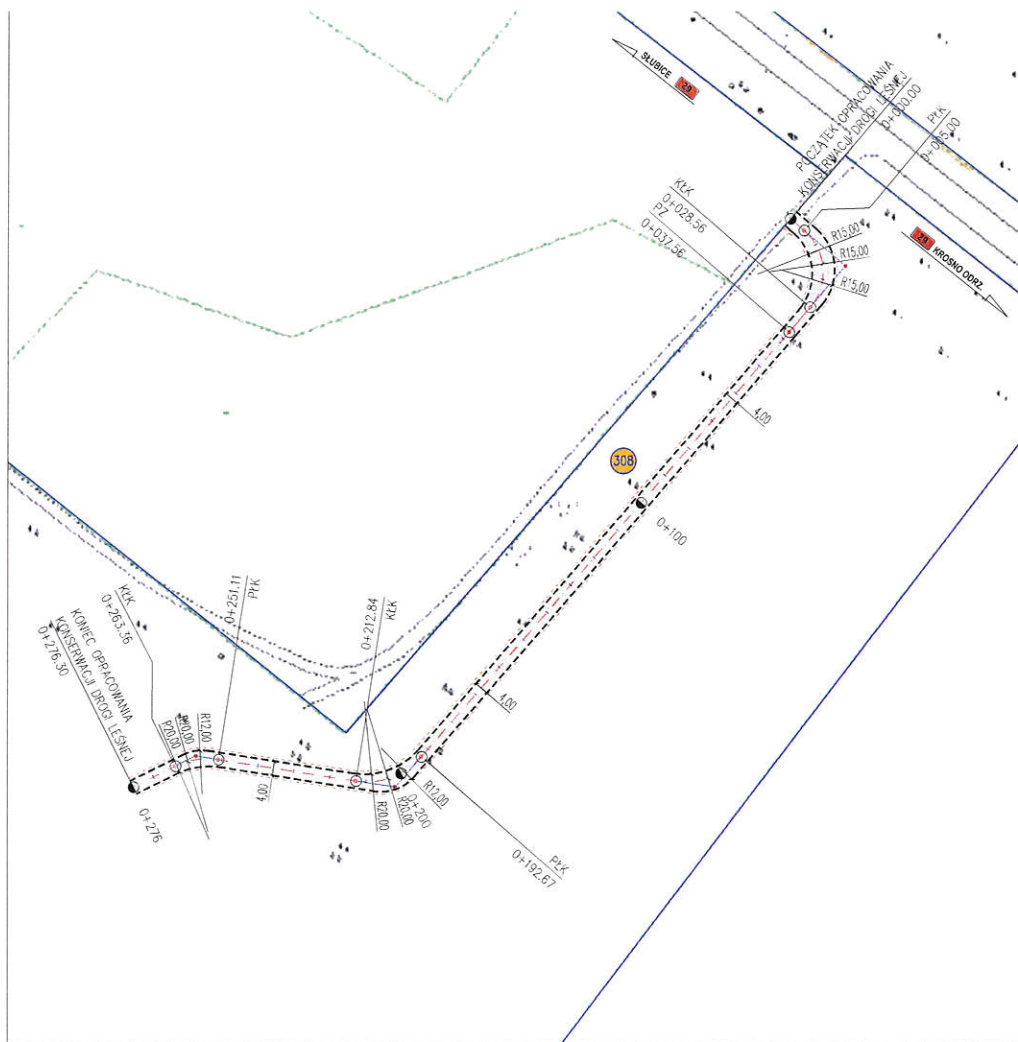 SŁUBICE 29
POCZĄTEK OPRACOWANIA
KONSERWACJI DROGI LEŚNEJ
0+000.00
PŁK
0+005.00
KŁK
0+028.56
PZ
0+037.56
R15,00
R15,00
R15,00
29 KROSNO ODRZ.
4,00
308
0+100
4,00
0+251.11
PŁK
0+212.84
KŁK
KŁK
0+263.36
KONIEC OPRACOWANIA
KONSERWACJI DROGI LEŚNEJ
0+276.30
R20,00
R20,00
R12,00
4,00
R20,00
R20,00
R12,00
0+200
0+276
PŁK
0+192.67